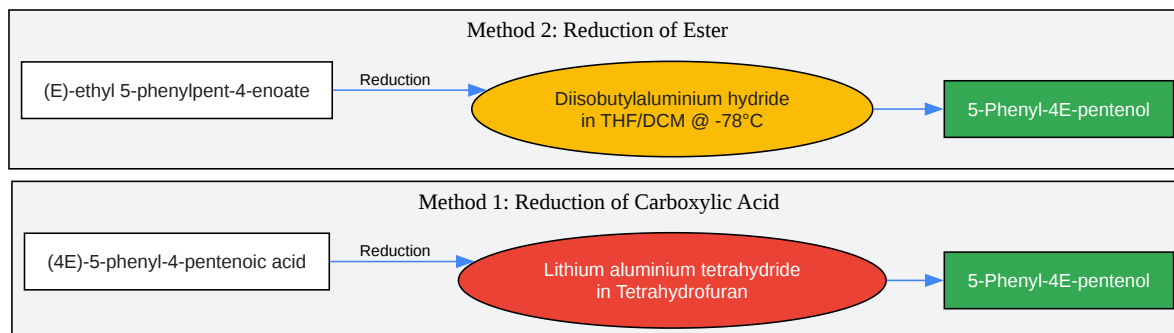 Method 2: Reduction of Ester
(E)-ethyl 5-phenylpent-4-enoate
Reduction
Diisobutylaluminium hydride
in THF/DCM @ -78°C
5-Phenyl-4E-pentenol
Method 1: Reduction of Carboxylic Acid
(4E)-5-phenyl-4-pentenoic acid
Reduction
Lithium aluminium tetrahydride
in Tetrahydrofuran
5-Phenyl-4E-pentenol